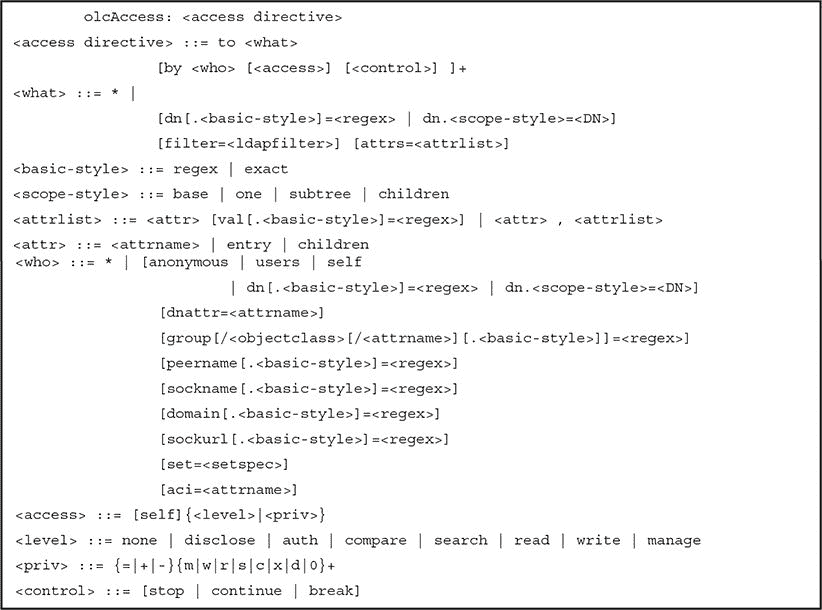 olcAccess: <access directive>
<access directive> ::= to <what>
[by <who> [<access>] [<control>] ]+
<what> ::= * |
[dn[.<basic-style>]=<regex> | dn.<scope-style>=<DN>]
[filter=<ldapfilter>] [attrs=<attrlist>]
<basic-style> ::= regex | exact
<scope-style> ::= base | one | subtree | children
<attrlist> ::= <attr> [val[.<basic-style>]=<regex>] | <attr> , <attrlist>
<attr> ::= <attrname> | entry | children
<who> ::= * | [anonymous | users | self
| dn[.<basic-style>]=<regex> | dn.<scope-style>=<DN>]
[dnattr=<attrname>]
[group[/<objectclass>[/<attrname>][.<basic-style>]]=<regex>]
[peername[.<basic-style>]=<regex>]
[sockname[.<basic-style>]=<regex>]
[domain[.<basic-style>]=<regex>]
[sockurl[.<basic-style>]=<regex>]
[set=<setspec>]
[aci=<attrname>]
<access> ::= [self]{<level>|<priv>}
<level> ::= none | disclose | auth | compare | search | read | write | manage
<priv> ::= {=|+|-}{m|w|r|s|c|x|d|0}+
<control> ::= [stop | continue | break]